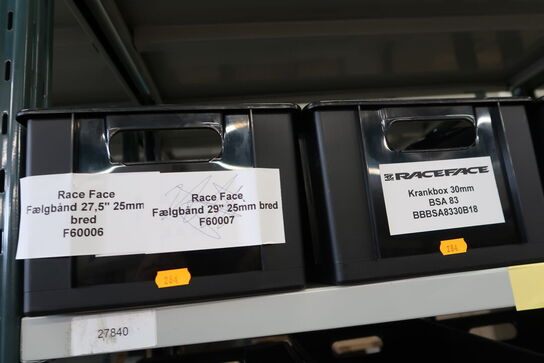 Race Face
Fælgbånd 27,5" 25mm
bred
F60006
Race Face
Fælgbånd 29" 25mm bred
F60007
284
RACEFACE
Krankbox 30mm
BSA 83
BBBSA8330B18
284
27840